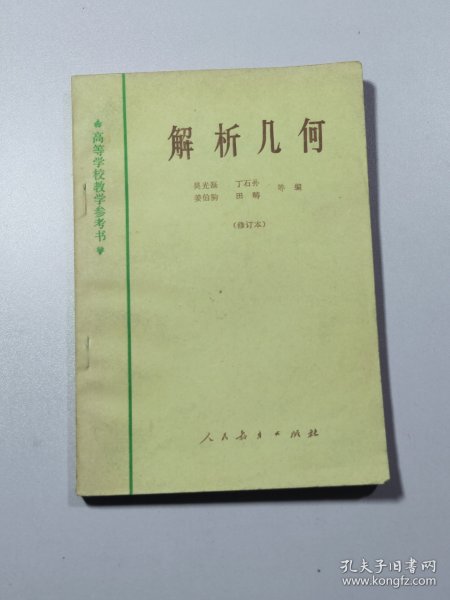 高等学校教学参考书
解析几何
吴光磊 丁石孙
姜伯驹 田畴 等编
(修订本)
人民教育出版社
孔夫子旧书网
www.kongfz.com